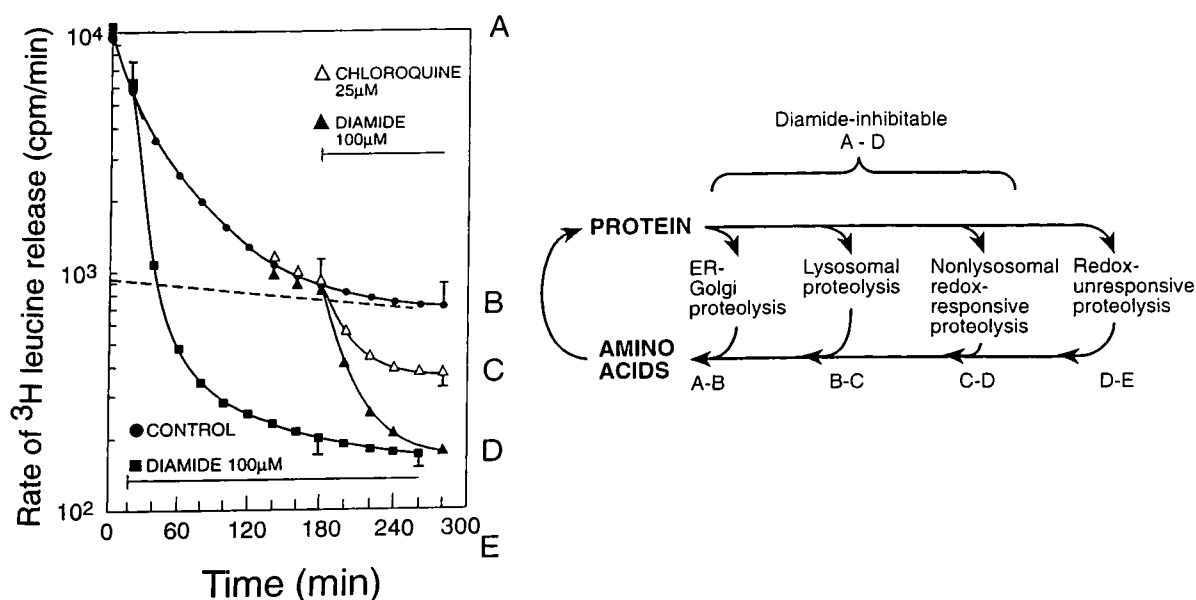 A
10⁴
△ CHLOROQUINE
25µM
▲ DIAMIDE
100µM
10³
B
C
● CONTROL
■ DIAMIDE 100µM
D
10²
0 60 120 180 240 300
E
Time (min)
Rate of ³H leucine release (cpm/min)
Diamide-inhibitable
A - D
PROTEIN
ER-
Golgi
proteolysis
Lysosomal
proteolysis
Nonlysosomal
redox-
responsive
proteolysis
Redox-
unresponsive
proteolysis
AMINO
ACIDS
A-B B-C C-D D-E